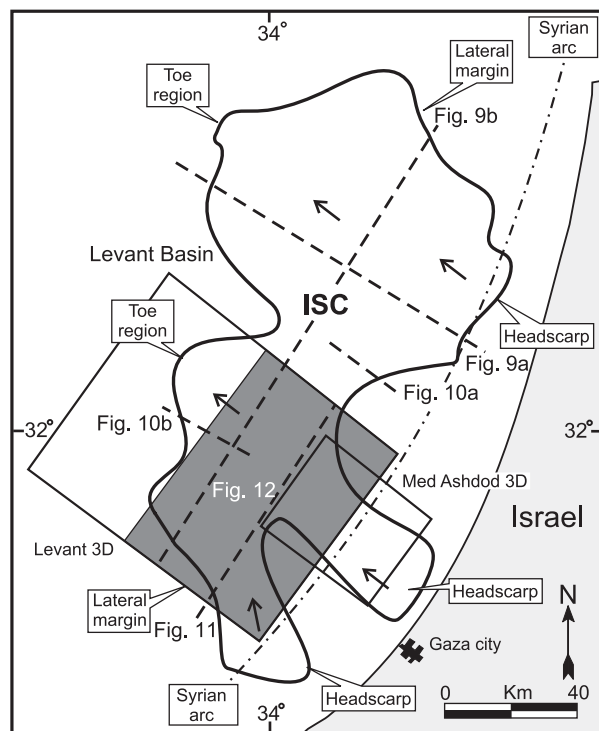 34°
Syrian
arc
Lateral
margin
Toe
region
Fig. 9b
Levant Basin
ISC
Toe
region
Headscarp
Fig. 9a
Fig. 10a
Fig. 10b
32°
32°
Fig. 12
Med Ashdod 3D
Israel
Levant 3D
Lateral
margin
Headscarp
N
Fig. 11
Gaza city
Syrian
arc
Headscarp
34°
0 Km 40